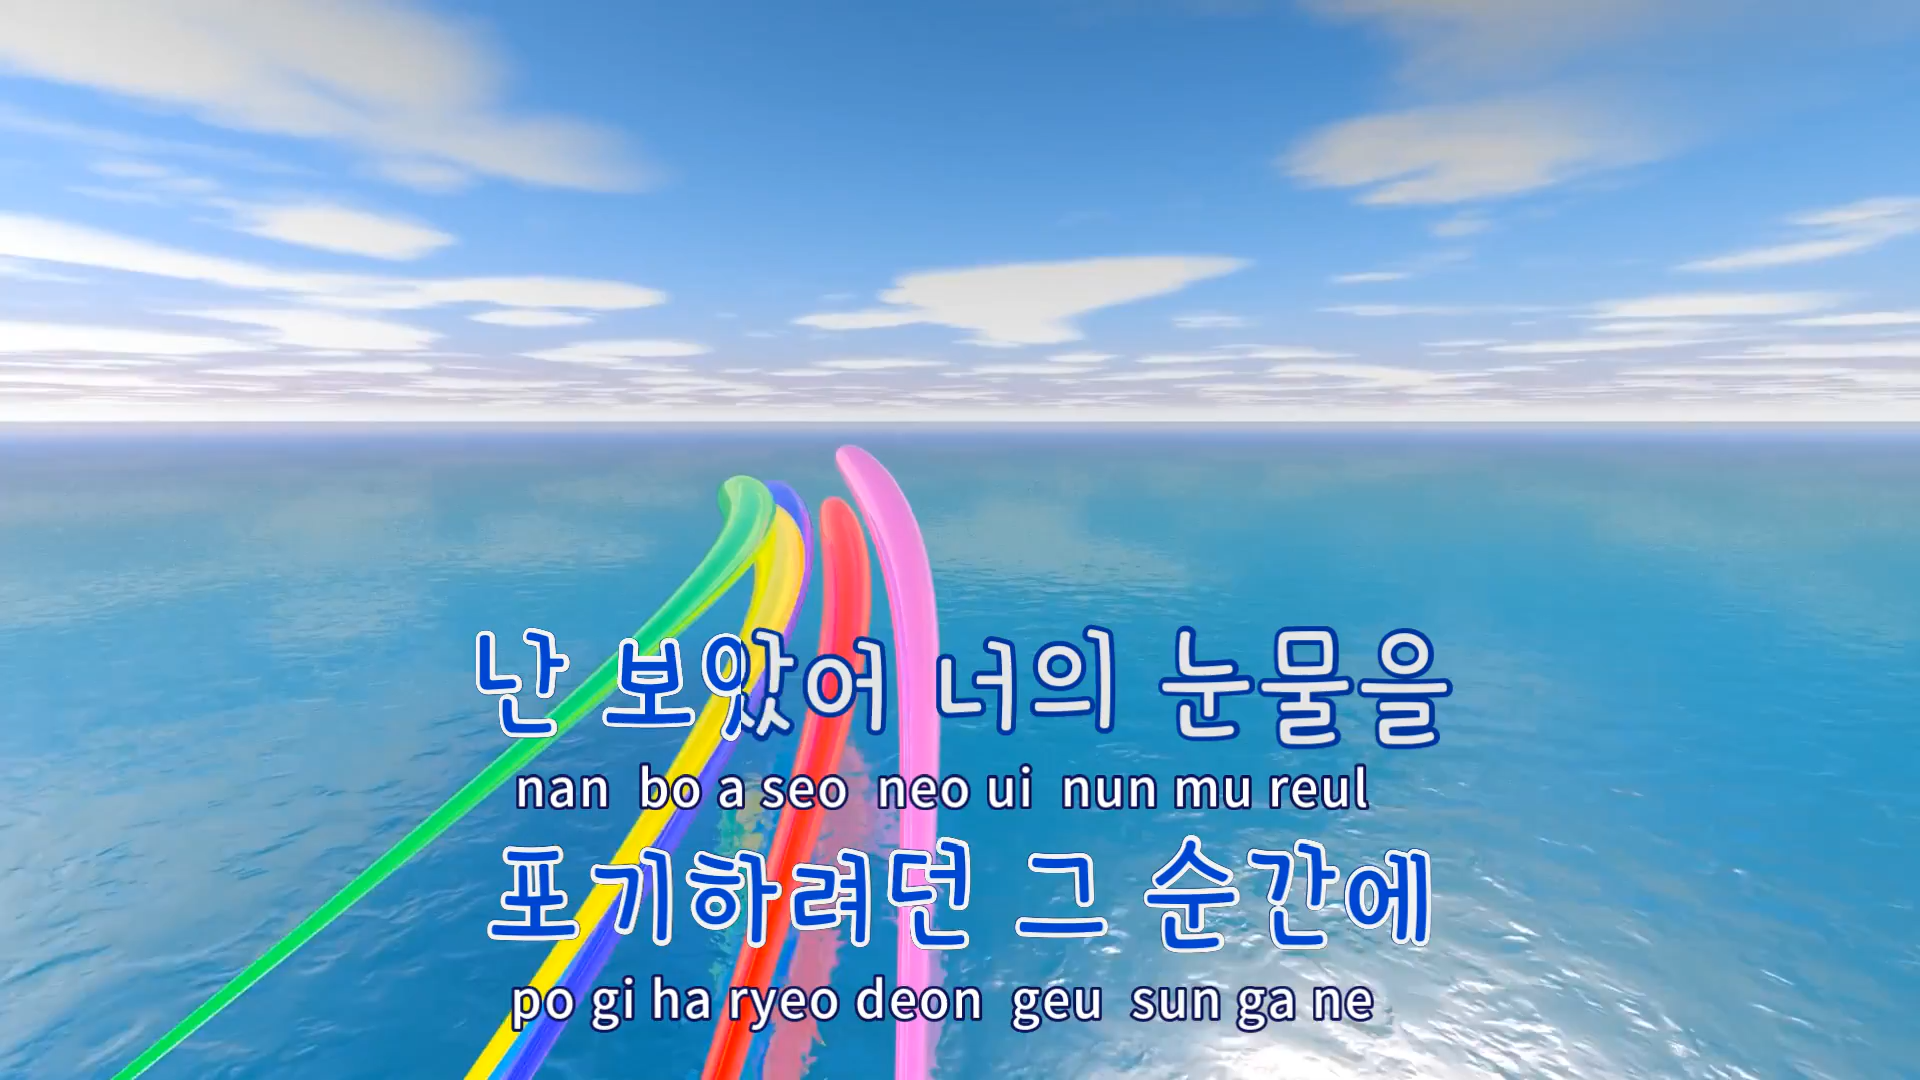 난 보았어 너의 눈물을
nan bo a seo neo ui nun mu reul
포기하려던 그 순간에
po gi ha ryeo deon geu sun ga ne